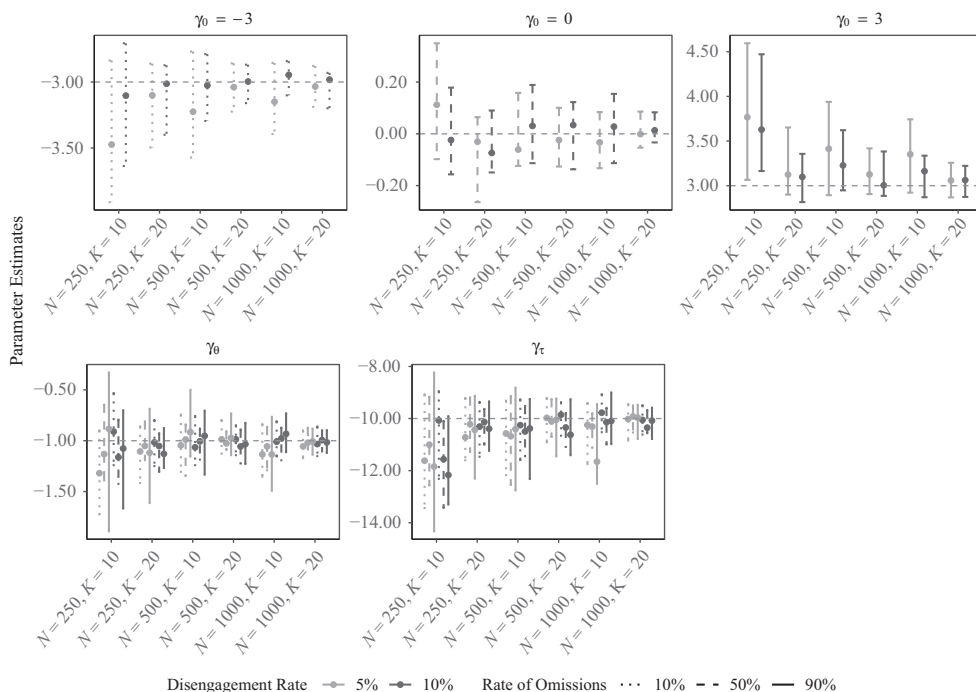 γ₀ = −3
γ₀ = 0
γ₀ = 3
−3.00
−3.50
0.20
0.00
−0.20
4.50
3.75
3.50
3.00
N = 250, K = 10
N = 250, K = 20
N = 500, K = 10
N = 500, K = 20
N = 1000, K = 10
N = 1000, K = 20
N = 250, K = 10
N = 250, K = 20
N = 500, K = 10
N = 500, K = 20
N = 1000, K = 10
N = 1000, K = 20
N = 250, K = 10
N = 250, K = 20
N = 500, K = 10
N = 500, K = 20
N = 1000, K = 10
N = 1000, K = 20
Parameter Estimates
γ_θ
γ_τ
−0.50
−1.00
−1.50
−8.00
−10.00
−12.00
−14.00
N = 250, K = 10
N = 250, K = 20
N = 500, K = 10
N = 500, K = 20
N = 1000, K = 10
N = 1000, K = 20
N = 250, K = 10
N = 250, K = 20
N = 500, K = 10
N = 500, K = 20
N = 1000, K = 10
N = 1000, K = 20
Disengagement Rate 5% 10% Rate of Omissions 10% 50% 90%